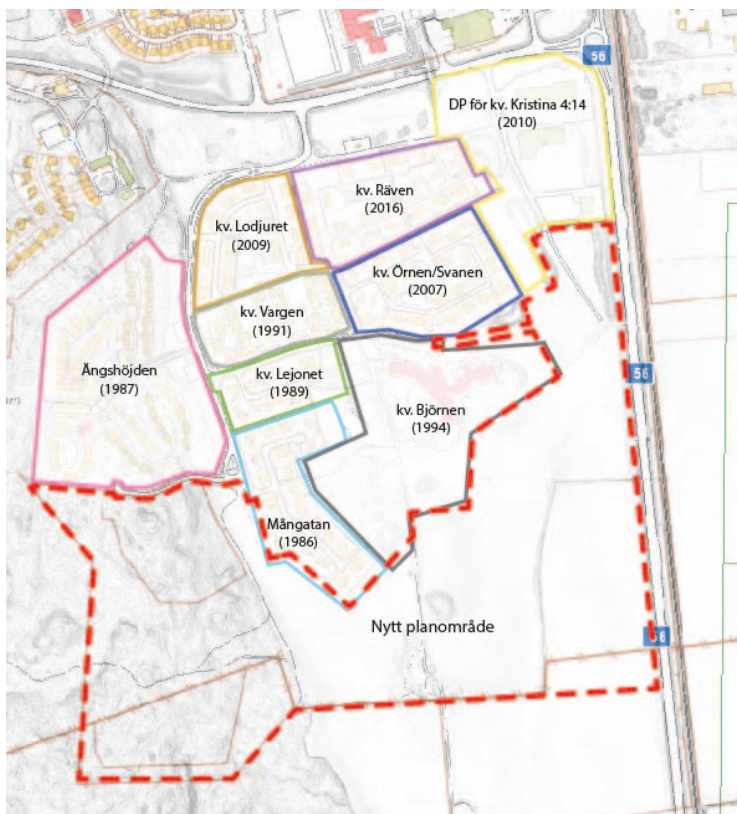 56
DP för kv. Kristina 4:14
(2010)
kv. Räven
(2016)
kv. Lodjuret
(2009)
kv. Örnen/Svanen
(2007)
kv. Vargen
(1991)
Ängshöjden
(1987)
kv. Lejonet
(1989)
56
kv. Björnen
(1994)
Mångatan
(1986)
Nytt planområde
56